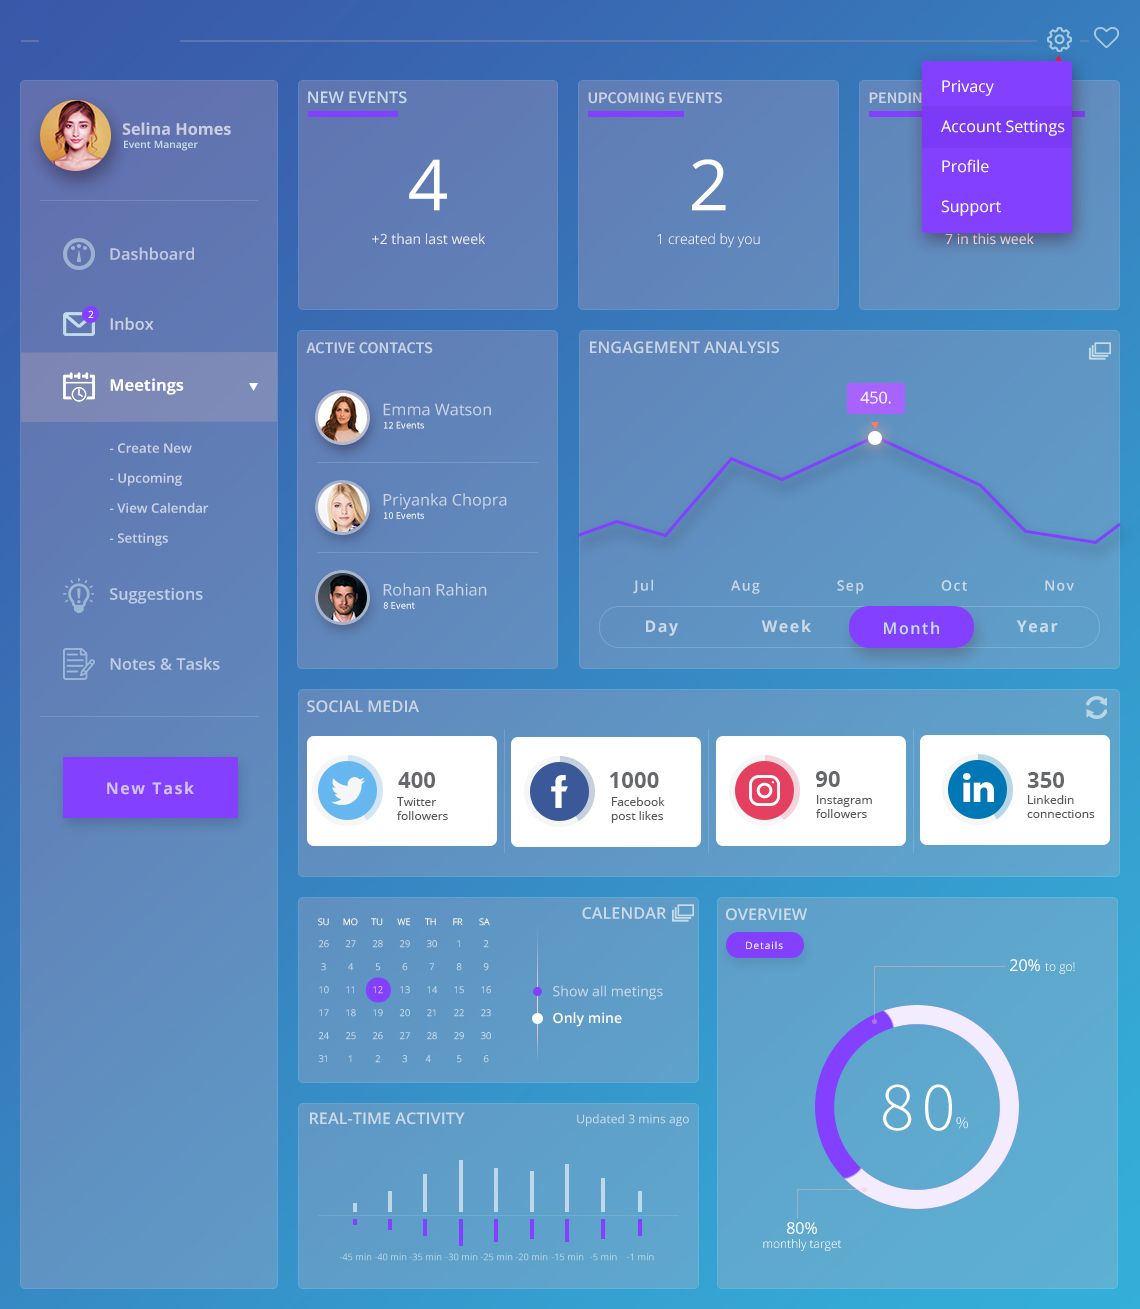 Privacy
Account Settings
Profile
Support
Selina Homes
Event Manager
Dashboard
2
Inbox
Meetings
- Create New
- Upcoming
- View Calendar
- Settings
Suggestions
Notes & Tasks
New Task
NEW EVENTS
4
+2 than last week
UPCOMING EVENTS
2
1 created by you
PENDIN
7 in this week
ACTIVE CONTACTS
Emma Watson
12 Events
Priyanka Chopra
10 Events
Rohan Rahian
8 Event
ENGAGEMENT ANALYSIS
450.
Jul Aug Sep Oct Nov
Day Week Month Year
SOCIAL MEDIA
400
Twitter
followers
1000
Facebook
post likes
90
Instagram
followers
in
350
Linkedin
connections
CALENDAR
SU MO TU WE TH FR SA
26 27 28 29 30 1 2
3 4 5 6 7 8 9
10 11 12 13 14 15 16
17 18 19 20 21 22 23
24 25 26 27 28 29 30
31 1 2 3 4 5 6
Show all metings
Only mine
OVERVIEW
Details
20% to go!
80%
80%
monthly target
REAL-TIME ACTIVITY
Updated 3 mins ago
-45 min -40 min -35 min -30 min -25 min -20 min -15 min -5 min -1 min